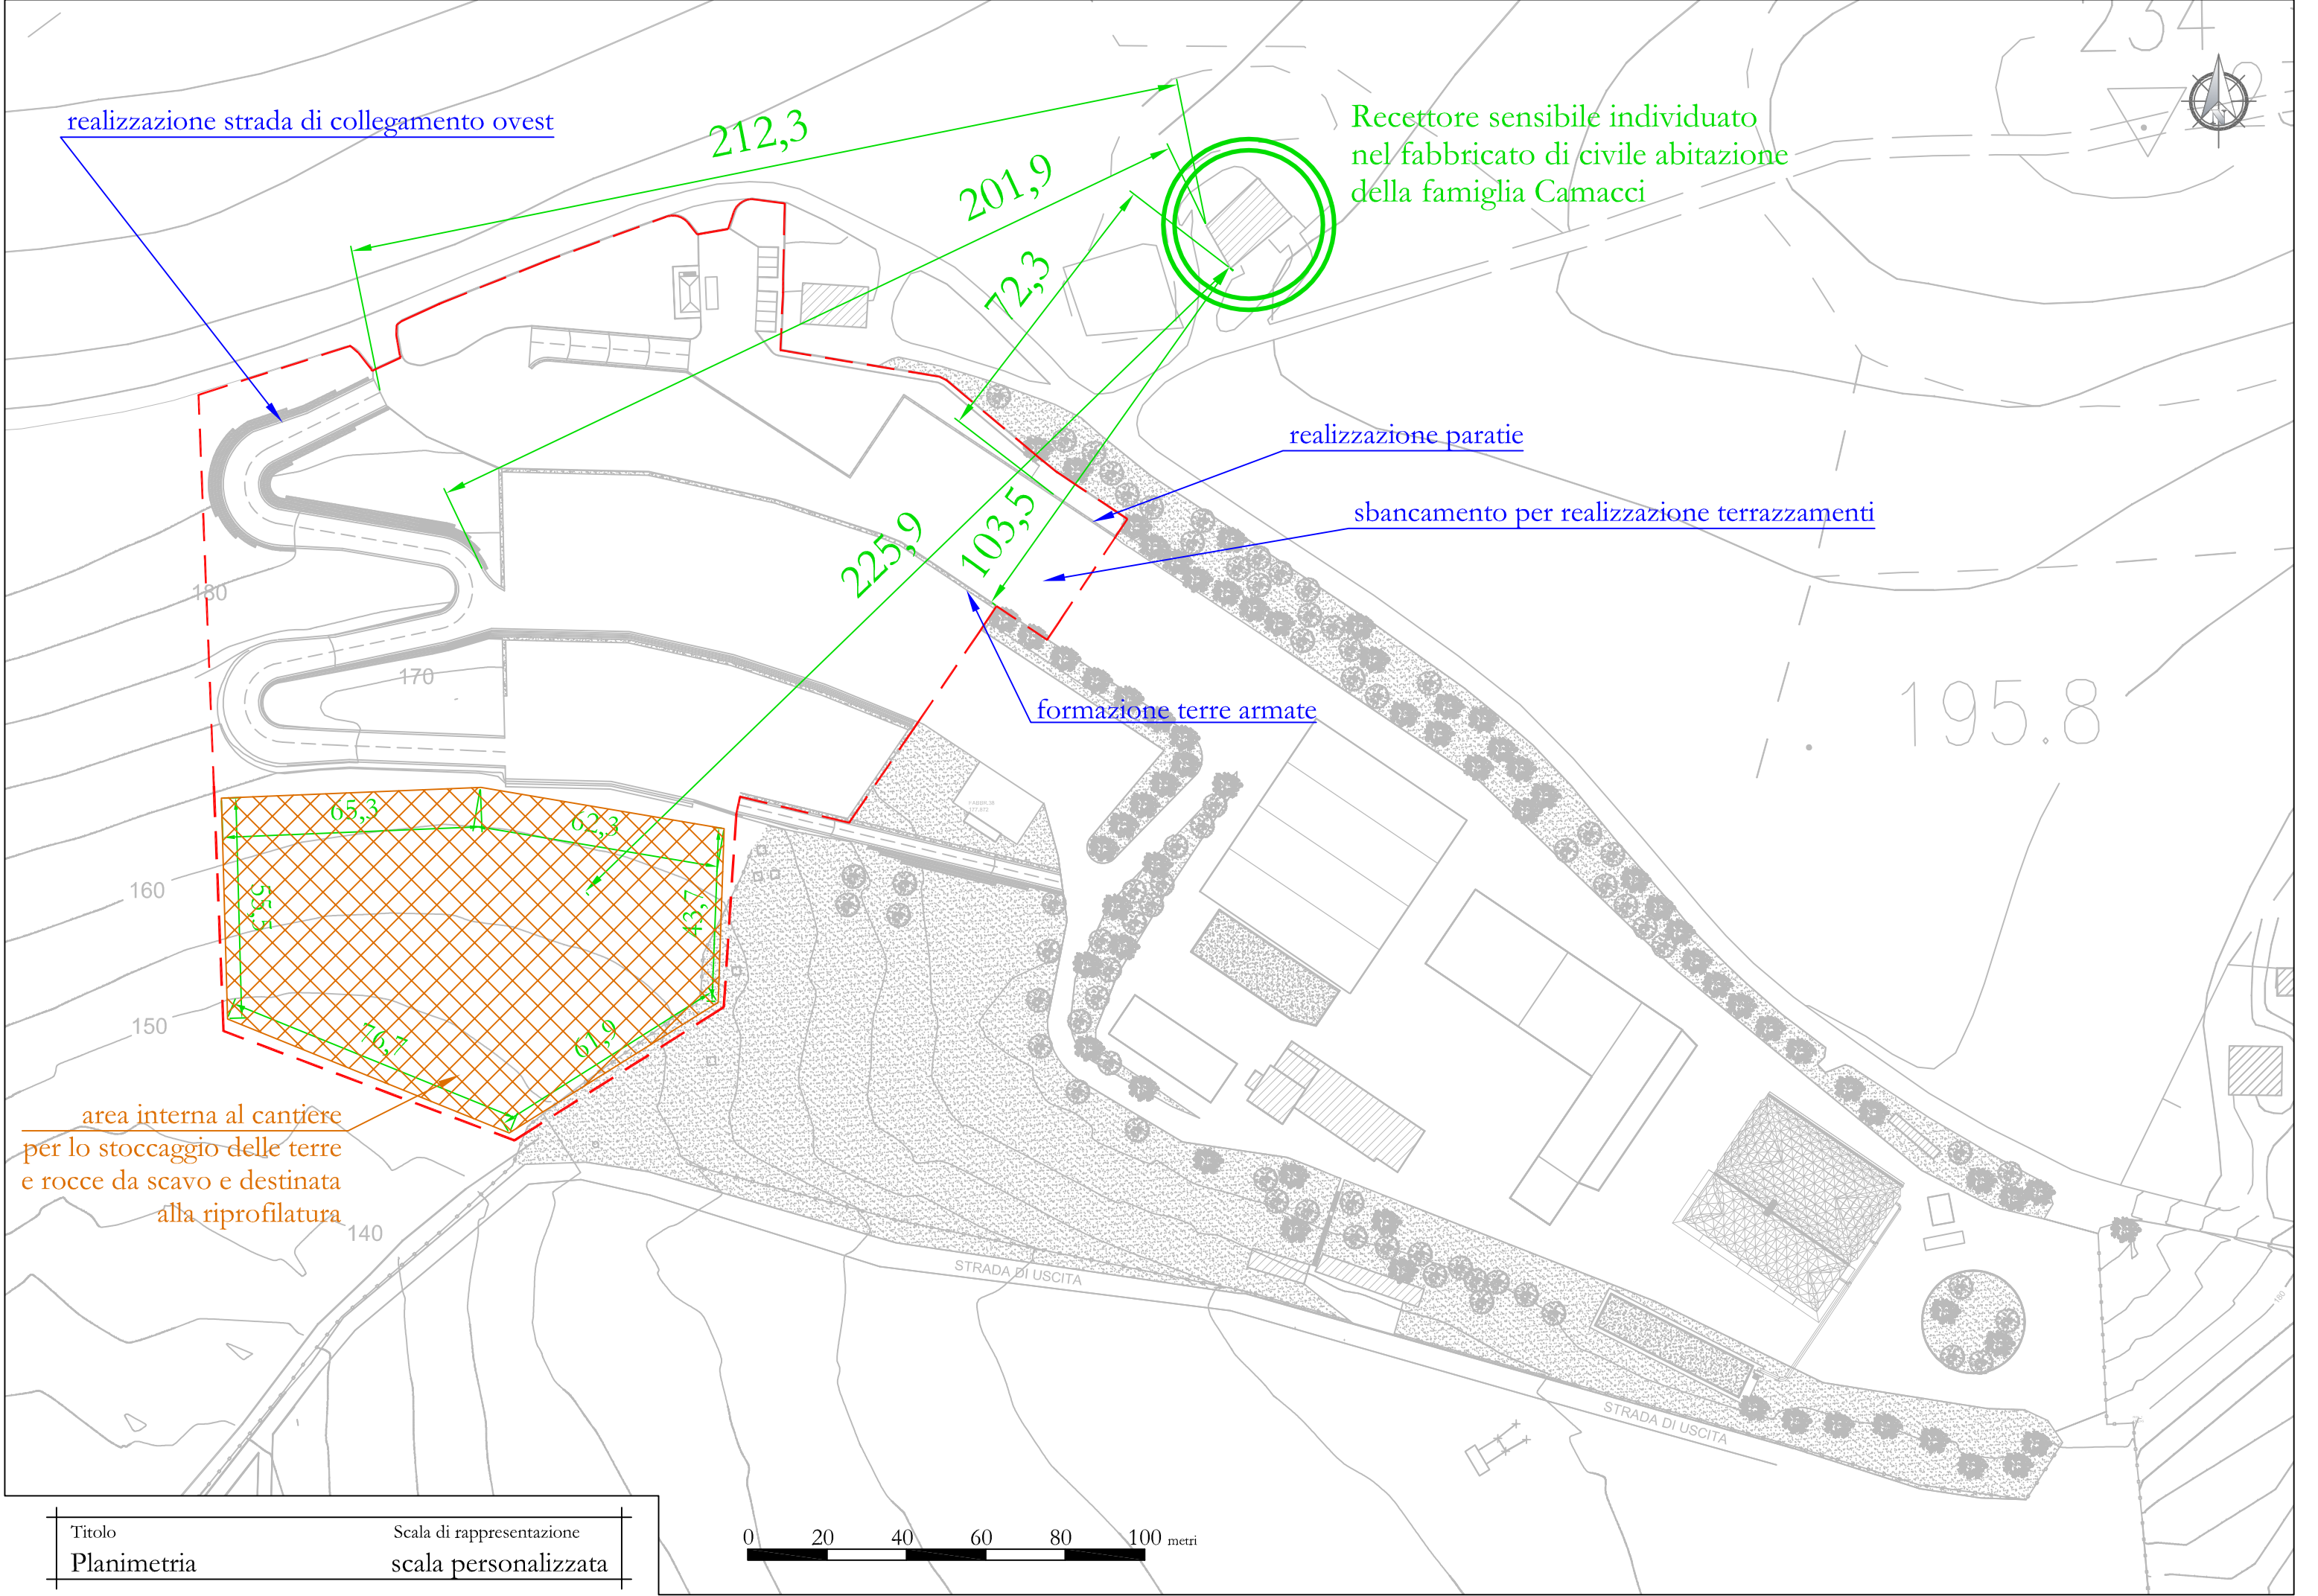 234
realizzazione strada di collegamento ovest
212,3
201,9
72,3
Recettore sensibile individuato
nel fabbricato di civile abitazione
della famiglia Camacci
N
realizzazione paratie
sbancamento per realizzazione terrazzamenti
103,5
225,9
180
170
formazione terre armate
195.8
65,3
62,3
55,5
43,7
76,7
61,9
160
150
140
area interna al cantiere
per lo stoccaggio delle terre
e rocce da scavo e destinata
alla riprofilatura
STRADA DI USCITA
STRADA DI USCITA
180
Titolo
Scala di rappresentazione
Planimetria
scala personalizzata
0 20 40 60 80 100 metri